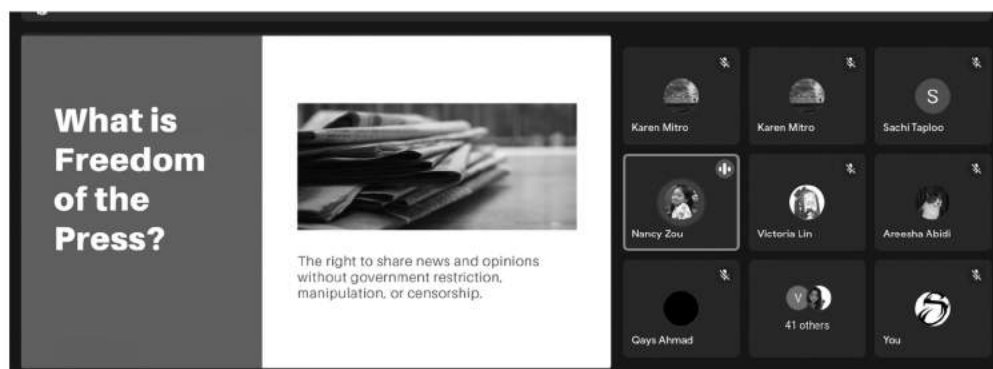 What is
Freedom
of the
Press?
The right to share news and opinions
without government restriction,
manipulation, or censorship.
Karen Mitro
Karen Mitro
S
Sachi Taploo
Nancy Zou
Victoria Lin
Areesha Abidi
Qays Ahmad
V
41 others
You